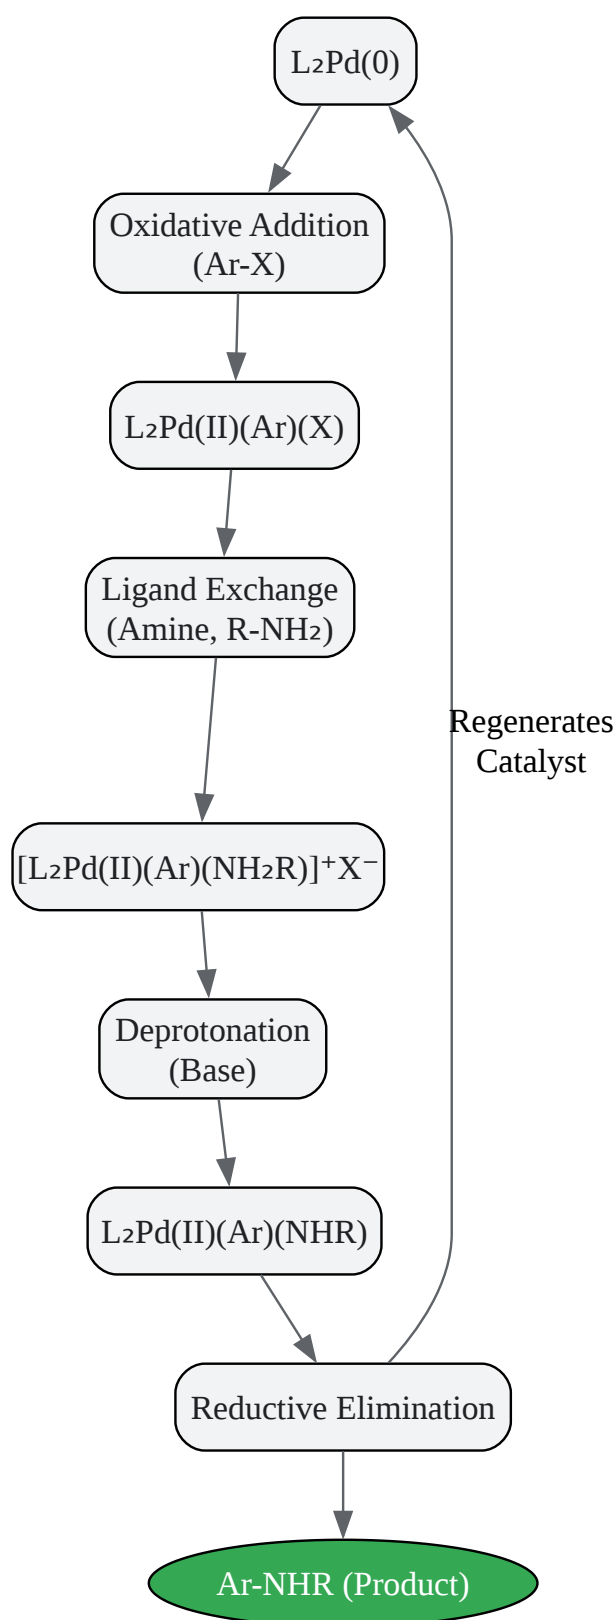 L₂Pd(0)
Oxidative Addition
(Ar-X)
L₂Pd(II)(Ar)(X)
Ligand Exchange
(Amine, R-NH₂)
Regenerates
Catalyst
[L₂Pd(II)(Ar)(NH₂R)]⁺X⁻
Deprotonation
(Base)
L₂Pd(II)(Ar)(NHR)
Reductive Elimination
Ar-NHR (Product)